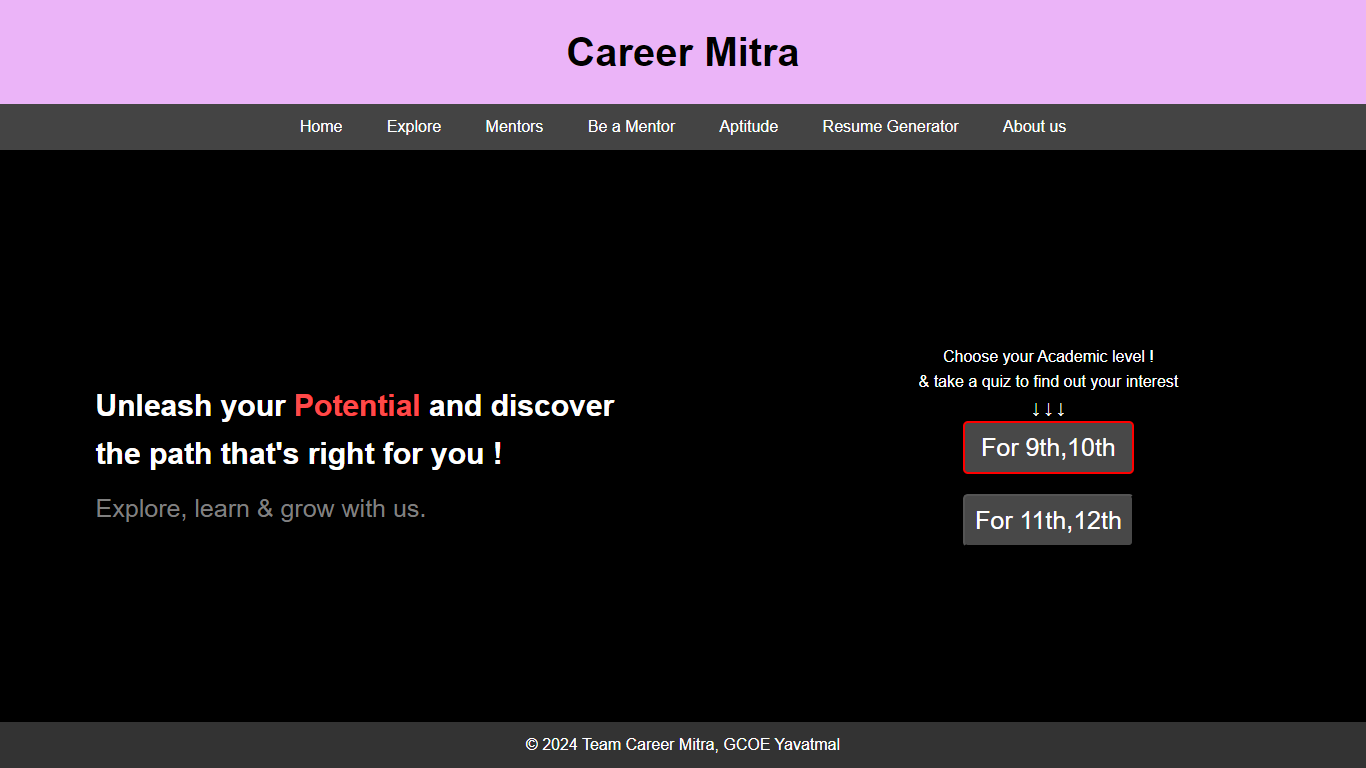 Career Mitra
Home Explore Mentors Be a Mentor Aptitude Resume Generator About us
Unleash your Potential and discover
the path that's right for you !
Explore, learn & grow with us.
Choose your Academic level !
& take a quiz to find out your interest
↓↓↓
For 9th,10th
For 11th,12th
© 2024 Team Career Mitra, GCOE Yavatmal